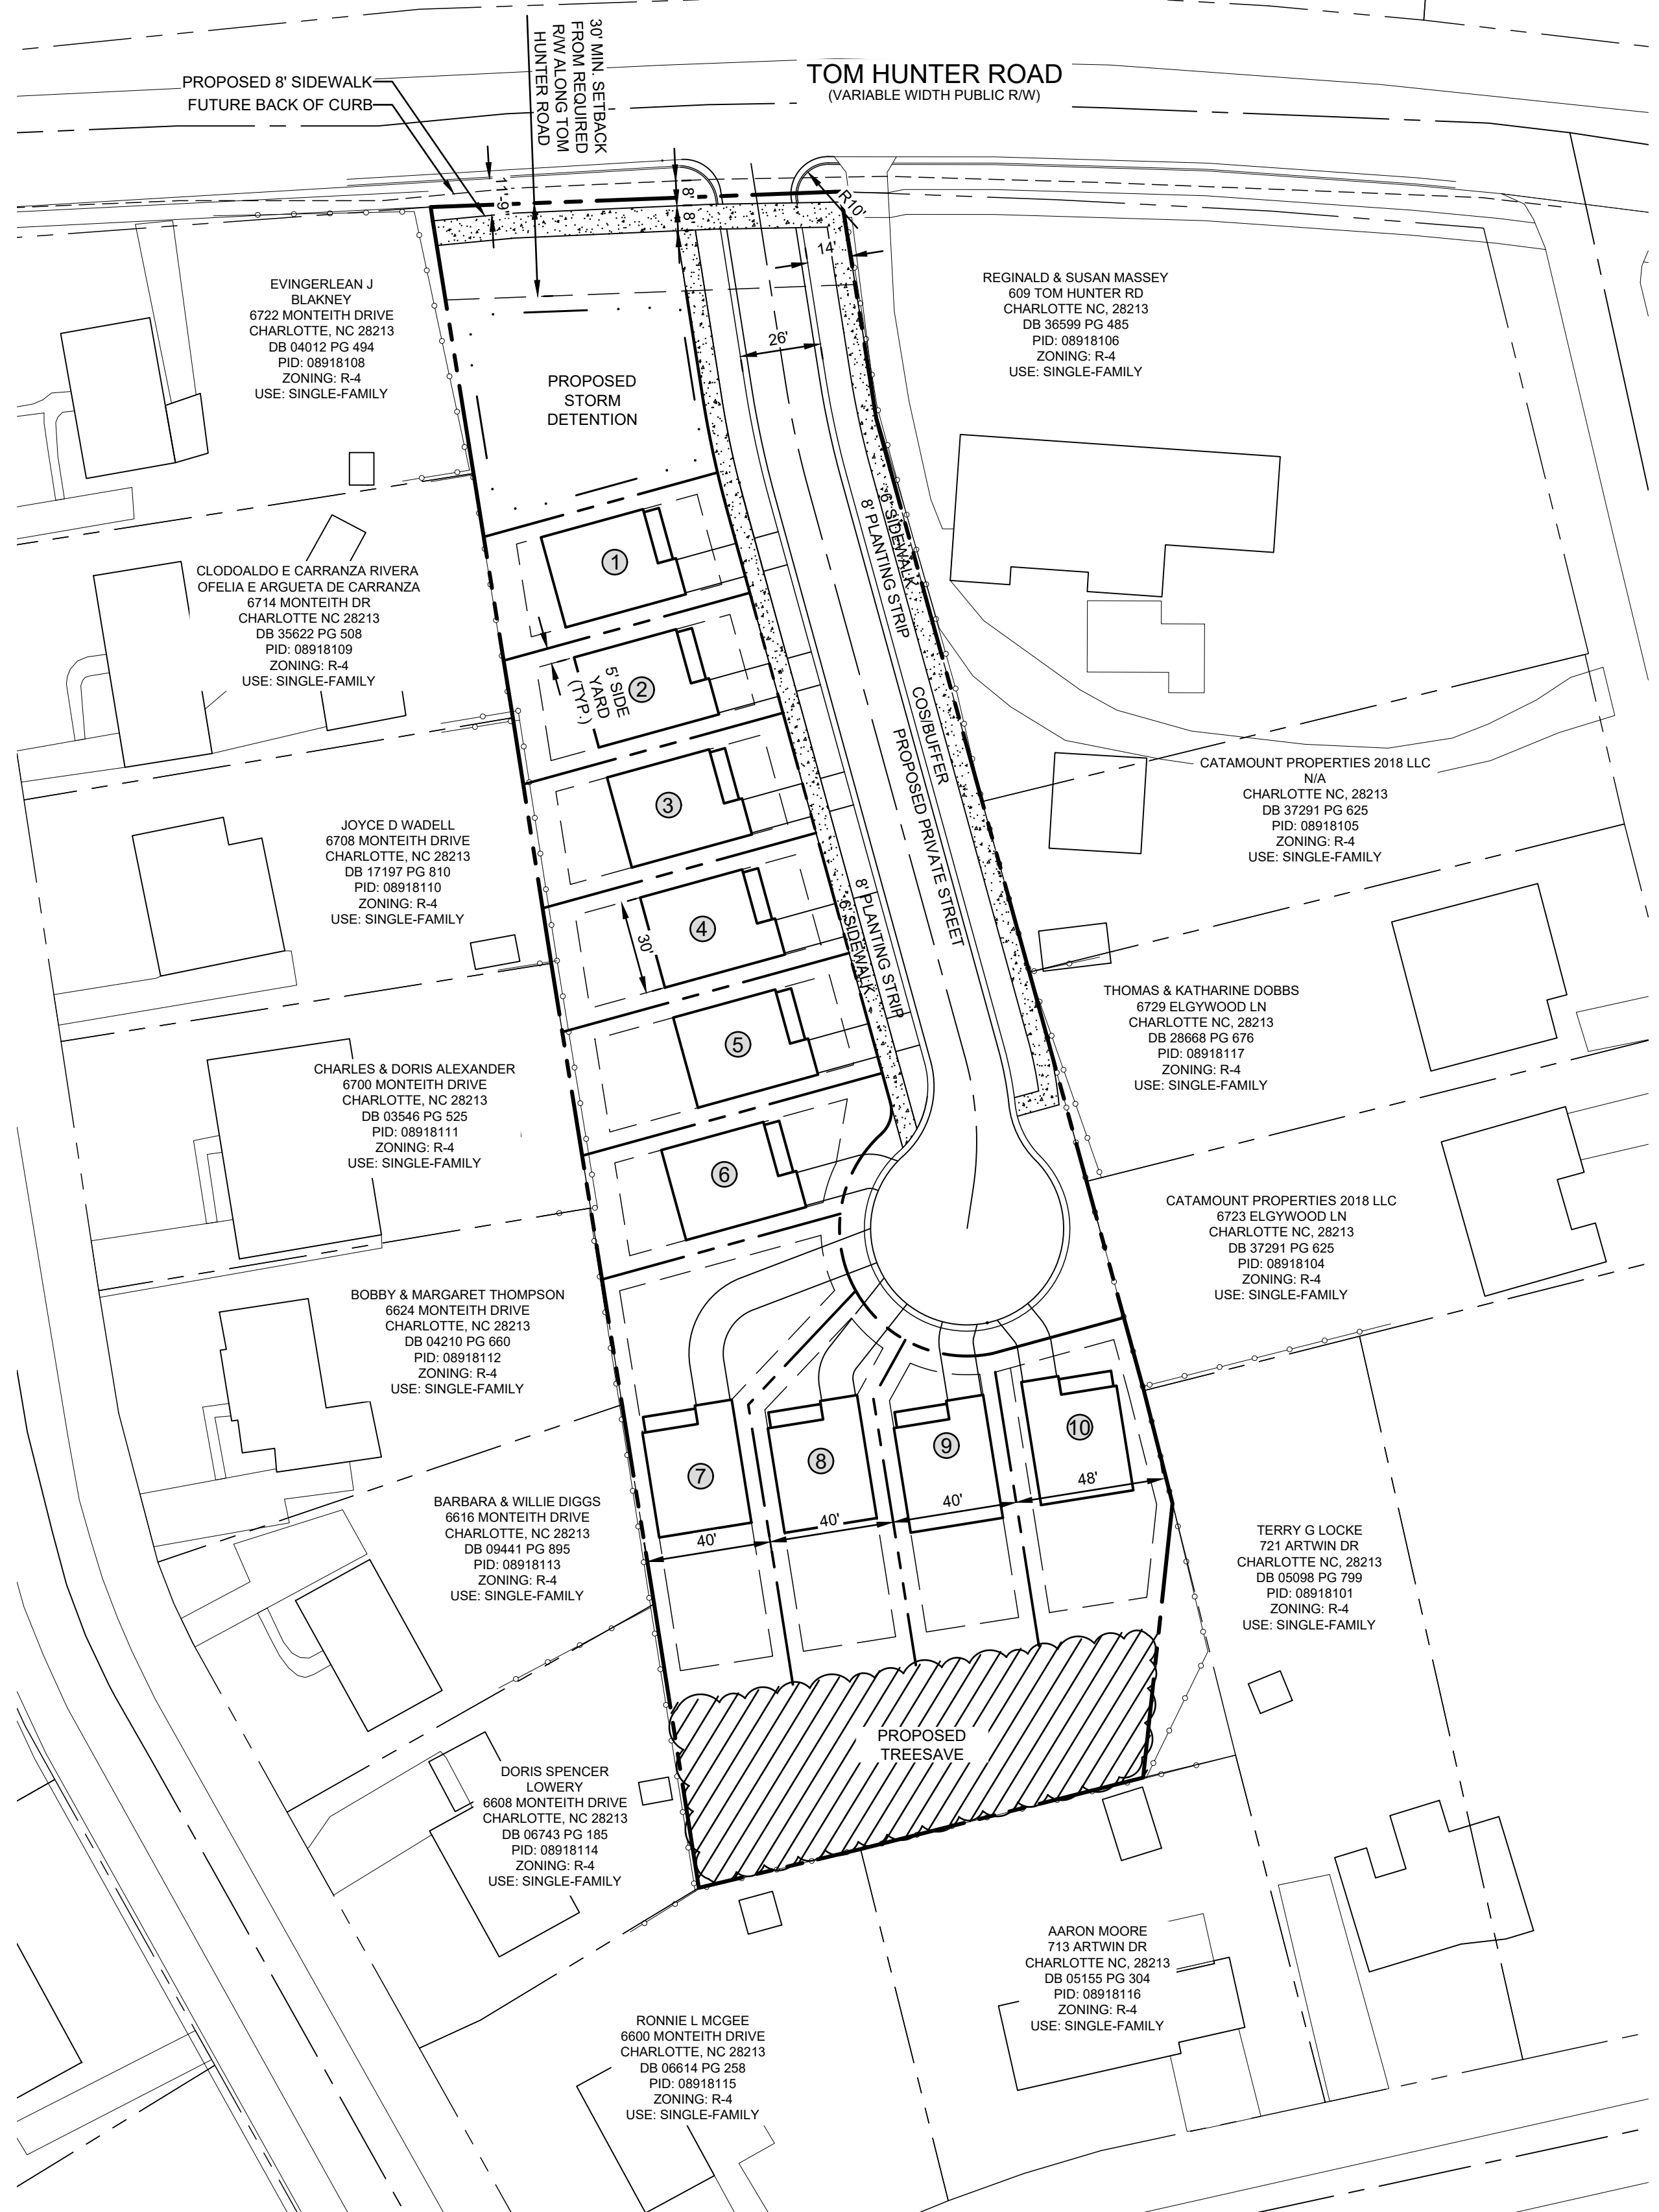 30' MIN. SETBACK
FROM REQUIRED
R/W ALONG TOM
HUNTER ROAD
TOM HUNTER ROAD
(VARIABLE WIDTH PUBLIC R/W)
PROPOSED 8' SIDEWALK
FUTURE BACK OF CURB
11'-9"
8'
8'
R10'
14'
26'
EVINGERLEAN J
BLAKNEY
6722 MONTEITH DRIVE
CHARLOTTE, NC 28213
DB 04012 PG 494
PID: 08918108
ZONING: R-4
USE: SINGLE-FAMILY
REGINALD & SUSAN MASSEY
609 TOM HUNTER RD
CHARLOTTE NC, 28213
DB 36599 PG 485
PID: 08918106
ZONING: R-4
USE: SINGLE-FAMILY
PROPOSED
STORM
DETENTION
6' SIDEWALK
8' PLANTING STRIP
1
CLODOALDO E CARRANZA RIVERA
OFELIA E ARGUETA DE CARRANZA
6714 MONTEITH DR
CHARLOTTE NC 28213
DB 35622 PG 508
PID: 08918109
ZONING: R-4
USE: SINGLE-FAMILY
5' SIDE
YARD
(TYP.)
2
COS/BUFFER
PROPOSED PRIVATE STREET
CATAMOUNT PROPERTIES 2018 LLC
N/A
CHARLOTTE NC, 28213
DB 37291 PG 625
PID: 08918105
ZONING: R-4
USE: SINGLE-FAMILY
3
JOYCE D WADELL
6708 MONTEITH DRIVE
CHARLOTTE, NC 28213
DB 17197 PG 810
PID: 08918110
ZONING: R-4
USE: SINGLE-FAMILY
4
30'
8' PLANTING STRIP
6' SIDEWALK
THOMAS & KATHARINE DOBBS
6729 ELGYWOOD LN
CHARLOTTE NC, 28213
DB 28668 PG 676
PID: 08918117
ZONING: R-4
USE: SINGLE-FAMILY
5
CHARLES & DORIS ALEXANDER
6700 MONTEITH DRIVE
CHARLOTTE, NC 28213
DB 03546 PG 525
PID: 08918111
ZONING: R-4
USE: SINGLE-FAMILY
6
CATAMOUNT PROPERTIES 2018 LLC
6723 ELGYWOOD LN
CHARLOTTE NC, 28213
DB 37291 PG 625
PID: 08918104
ZONING: R-4
USE: SINGLE-FAMILY
BOBBY & MARGARET THOMPSON
6624 MONTEITH DRIVE
CHARLOTTE, NC 28213
DB 04210 PG 660
PID: 08918112
ZONING: R-4
USE: SINGLE-FAMILY
7
8
9
10
40'
40'
40'
48'
BARBARA & WILLIE DIGGS
6616 MONTEITH DRIVE
CHARLOTTE, NC 28213
DB 09441 PG 895
PID: 08918113
ZONING: R-4
USE: SINGLE-FAMILY
TERRY G LOCKE
721 ARTWIN DR
CHARLOTTE NC, 28213
DB 05098 PG 799
PID: 08918101
ZONING: R-4
USE: SINGLE-FAMILY
PROPOSED
TREESAVE
DORIS SPENCER
LOWERY
6608 MONTEITH DRIVE
CHARLOTTE, NC 28213
DB 06743 PG 185
PID: 08918114
ZONING: R-4
USE: SINGLE-FAMILY
AARON MOORE
713 ARTWIN DR
CHARLOTTE NC, 28213
DB 05155 PG 304
PID: 08918116
ZONING: R-4
USE: SINGLE-FAMILY
RONNIE L MCGEE
6600 MONTEITH DRIVE
CHARLOTTE, NC 28213
DB 06614 PG 258
PID: 08918115
ZONING: R-4
USE: SINGLE-FAMILY